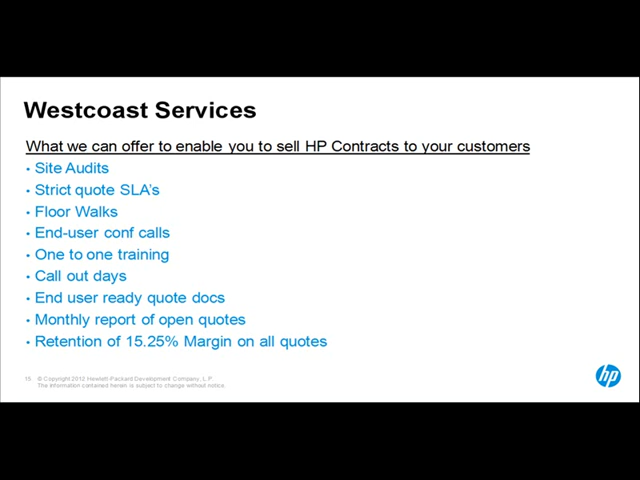 Westcoast Services
What we can offer to enable you to sell HP Contracts to your customers
• Site Audits
• Strict quote SLA's
• Floor Walks
• End-user conf calls
• One to one training
• Call out days
• End user ready quote docs
• Monthly report of open quotes
• Retention of 15.25% Margin on all quotes
15 © Copyright 2012 Hewlett-Packard Development Company, L.P.
The information contained herein is subject to change without notice.
hp